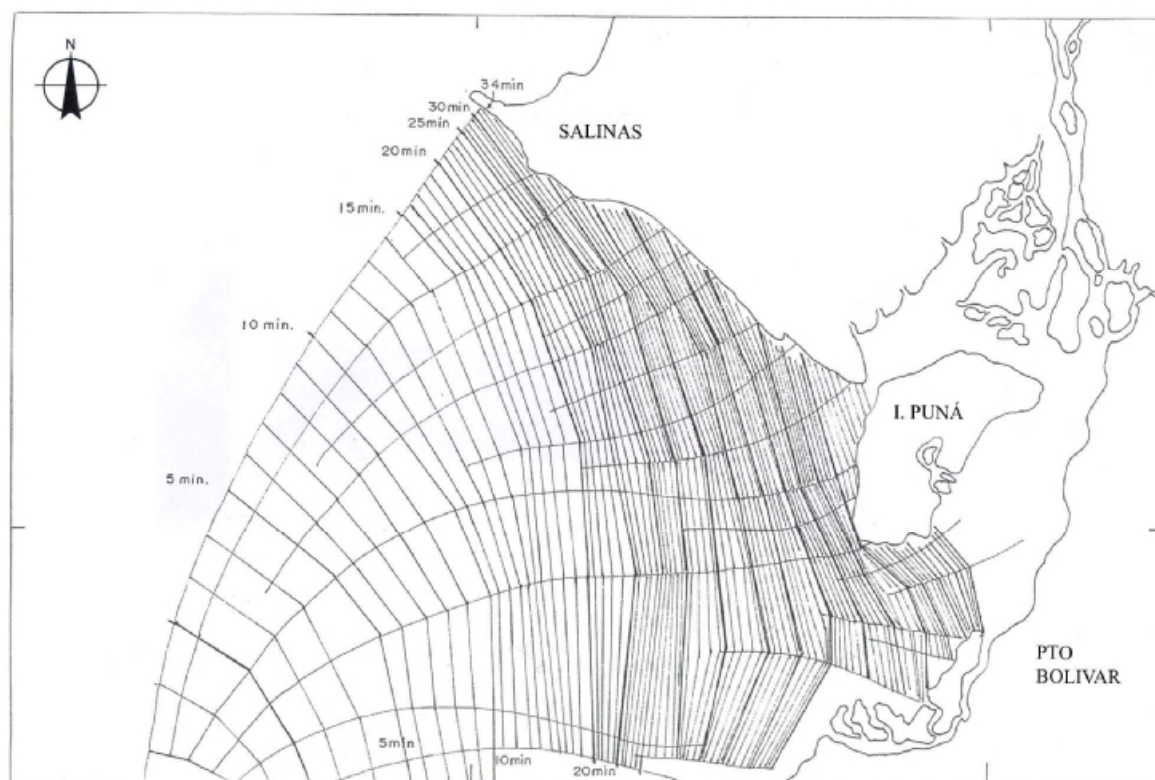 N
34min
30min
25min
SALINAS
20min
15min.
10 min.
I. PUNÁ
5 min.
PTO
BOLIVAR
5min
10min
20min